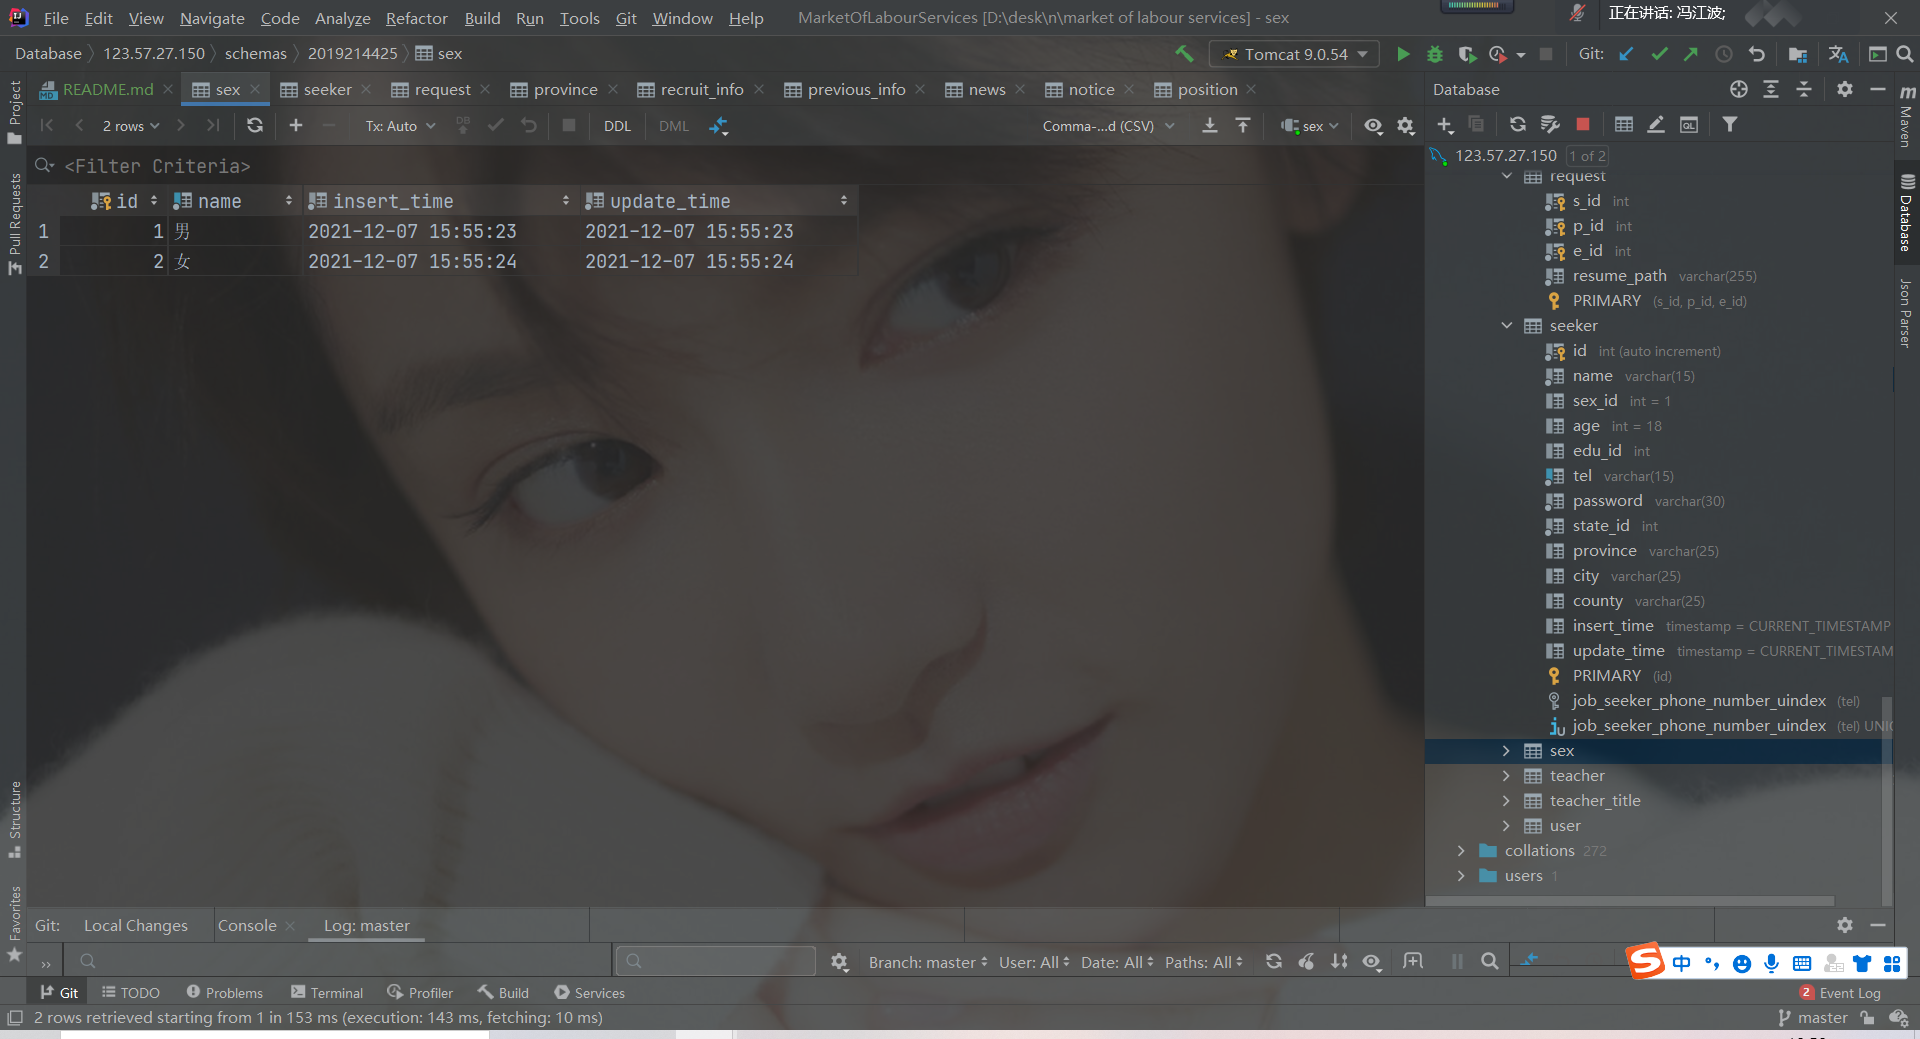 File Edit View Navigate Code Analyze Refactor Build Run Tools Git Window Help MarketOfLabourServices [D:\desk\n\market of labour services] - sex 正在讲话: 冯江波;
Database 123.57.27.150 schemas 2019214425 sex Tomcat 9.0.54 Git:
README.md sex seeker request province recruit_info previous_info news notice position
2 rows Tx: Auto DDL DML Comma-...d (CSV) sex
<Filter Criteria>
id name insert_time update_time
1 1 男 2021-12-07 15:55:23 2021-12-07 15:55:23
2 2 女 2021-12-07 15:55:24 2021-12-07 15:55:24
Project
Pull Requests
Structure
Favorites
Database
123.57.27.150 1 of 2
request
s_id int
p_id int
e_id int
resume_path varchar(255)
PRIMARY (s_id, p_id, e_id)
seeker
id int (auto increment)
name varchar(15)
sex_id int = 1
age int = 18
edu_id int
tel varchar(15)
password varchar(30)
state_id int
province varchar(25)
city varchar(25)
county varchar(25)
insert_time timestamp = CURRENT_TIMESTAMP
update_time timestamp = CURRENT_TIMESTAM
PRIMARY (id)
job_seeker_phone_number_uindex (tel)
job_seeker_phone_number_uindex (tel) UNIC
sex
teacher
teacher_title
user
collations 272
users 1
Maven
Database
Json Parser
Git: Local Changes Console Log: master
Branch: master User: All Date: All Paths: All
中
Git TODO Problems Terminal Profiler Build Services 2 Event Log
2 rows retrieved starting from 1 in 153 ms (execution: 143 ms, fetching: 10 ms) master